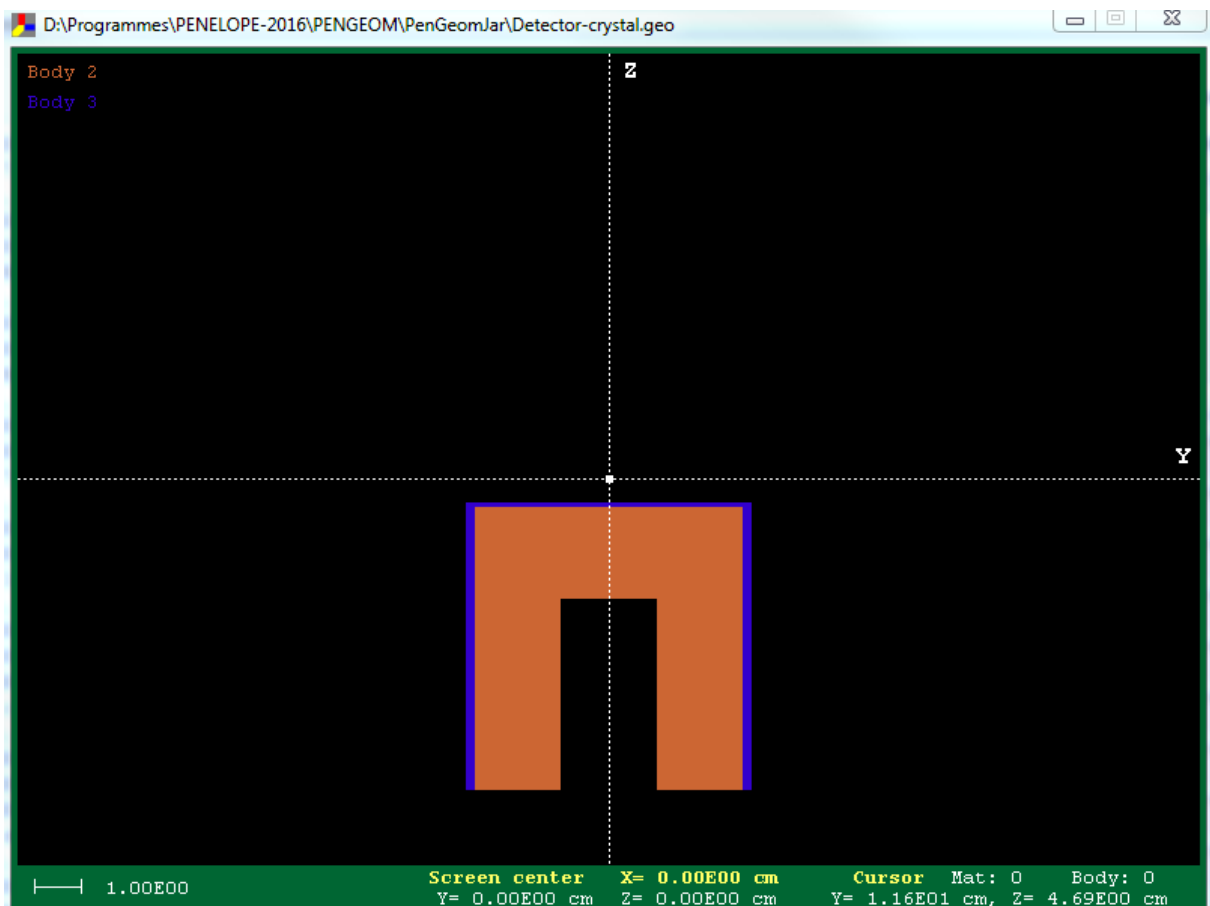 D:\Programmes\PENELOPE-2016\PENGEOM\PenGeomJar\Detector-crystal.geo
Body 2
Body 3
Z
Y
1.00E00
Screen center X= 0.00E00 cm Cursor Mat: 0 Body: 0
Y= 0.00E00 cm Z= 0.00E00 cm Y= 1.16E01 cm, Z= 4.69E00 cm